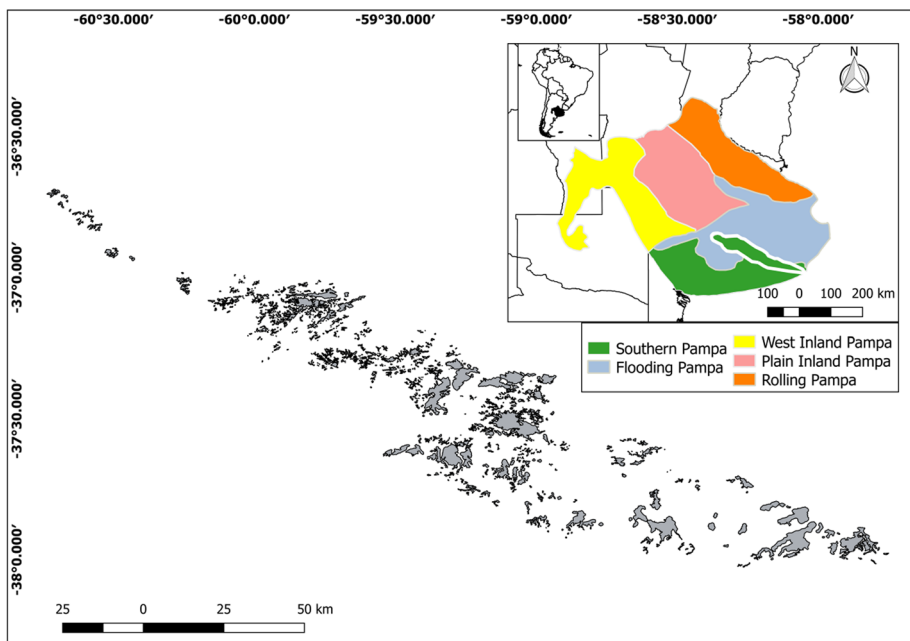 -60°30.000′ -60°0.000′ -59°30.000′ -59°0.000′ -58°30.000′ -58°0.000′
-36°30.000′
-37°0.000′
-37°30.000′
-38°0.000′
N
100 0 100 200 km
Southern Pampa
Flooding Pampa
West Inland Pampa
Plain Inland Pampa
Rolling Pampa
25 0 25 50 km